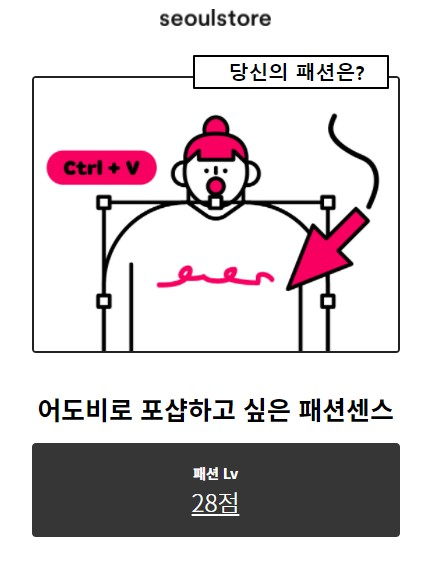 seoulstore
당신의 패션은?
Ctrl + V
어도비로 포샵하고 싶은 패션센스
패션 Lv
28점